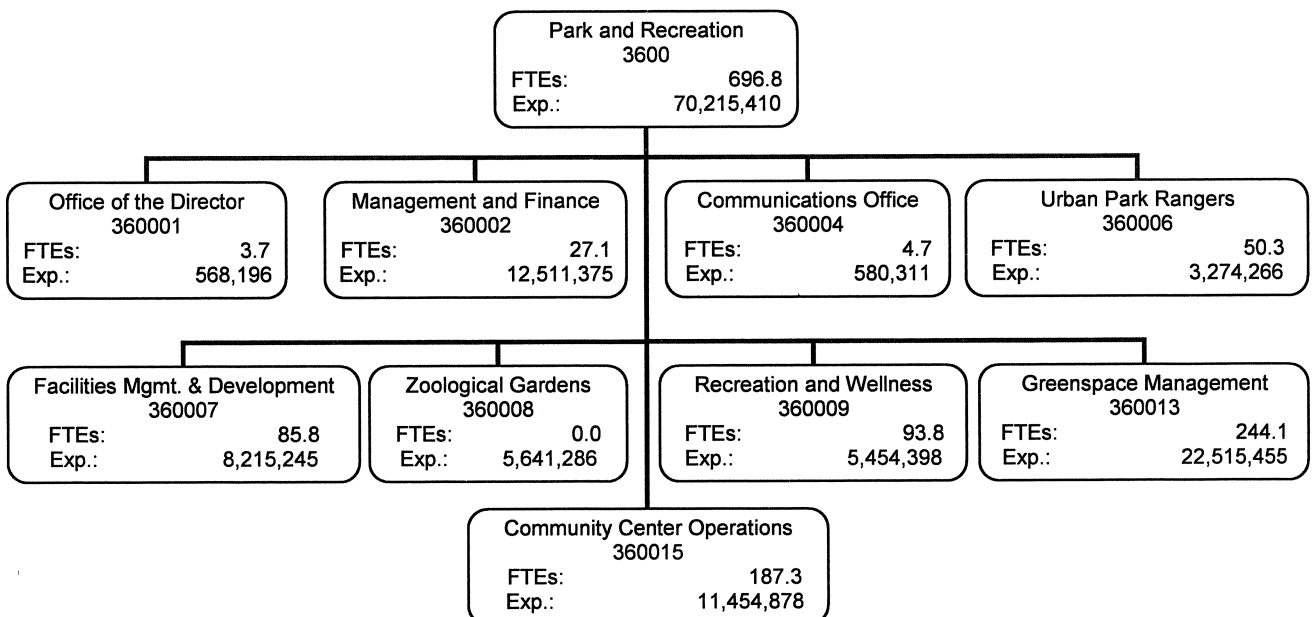 Park and Recreation
3600
FTEs: 696.8
Exp.: 70,215,410
Office of the Director
360001
FTEs: 3.7
Exp.: 568,196
Management and Finance
360002
FTEs: 27.1
Exp.: 12,511,375
Communications Office
360004
FTEs: 4.7
Exp.: 580,311
Urban Park Rangers
360006
FTEs: 50.3
Exp.: 3,274,266
Facilities Mgmt. & Development
360007
FTEs: 85.8
Exp.: 8,215,245
Zoological Gardens
360008
FTEs: 0.0
Exp.: 5,641,286
Recreation and Wellness
360009
FTEs: 93.8
Exp.: 5,454,398
Greenspace Management
360013
FTEs: 244.1
Exp.: 22,515,455
Community Center Operations
360015
FTEs: 187.3
Exp.: 11,454,878